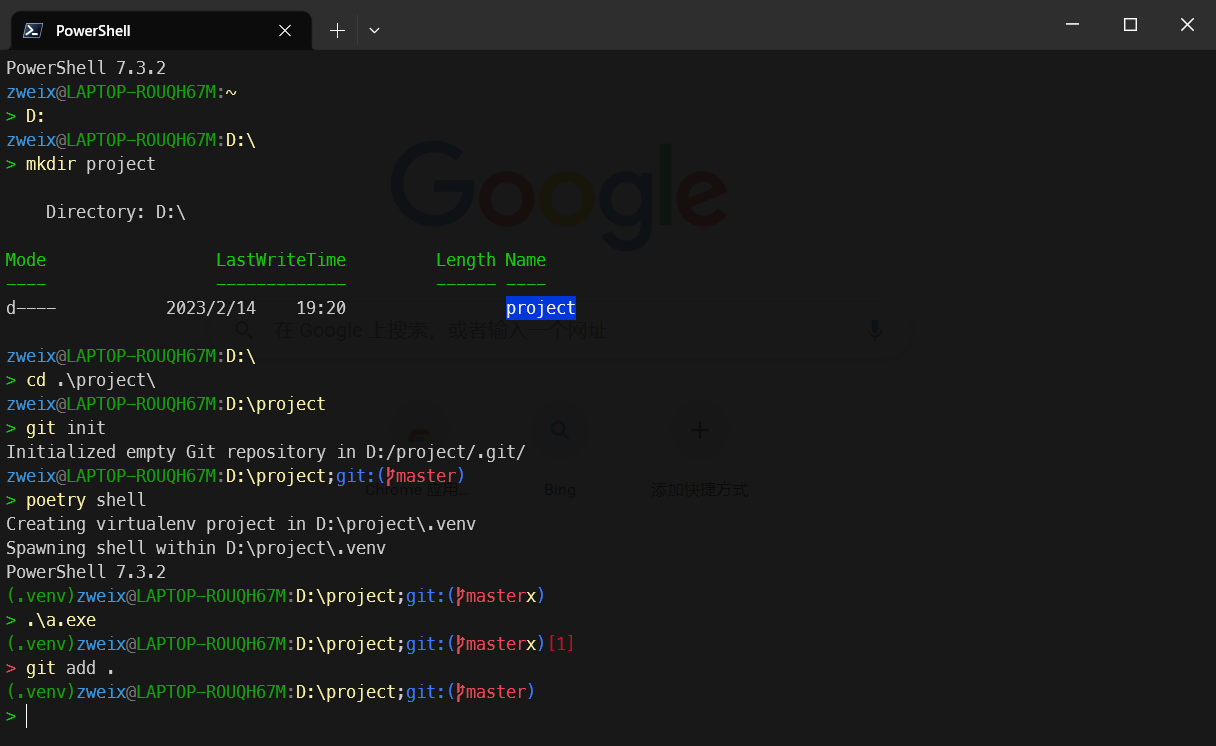 PowerShell
PowerShell 7.3.2
zweix@LAPTOP-ROUQH67M:~
> D:
zweix@LAPTOP-ROUQH67M:D:\
> mkdir project
Directory: D:\
Mode LastWriteTime Length Name
---- ------------- ------ ----
d---- 2023/2/14 19:20 project
Google
在 Google 上搜索，或者输入一个网址
zweix@LAPTOP-ROUQH67M:D:\
> cd .\project\
zweix@LAPTOP-ROUQH67M:D:\project
> git init
Initialized empty Git repository in D:/project/.git/
zweix@LAPTOP-ROUQH67M:D:\project;git:(master)
Chrome 应用... Bing 添加快捷方式
> poetry shell
Creating virtualenv project in D:\project\.venv
Spawning shell within D:\project\.venv
PowerShell 7.3.2
(.venv)zweix@LAPTOP-ROUQH67M:D:\project;git:(masterx)
> .\a.exe
(.venv)zweix@LAPTOP-ROUQH67M:D:\project;git:(masterx)[1]
> git add .
(.venv)zweix@LAPTOP-ROUQH67M:D:\project;git:(master)
>